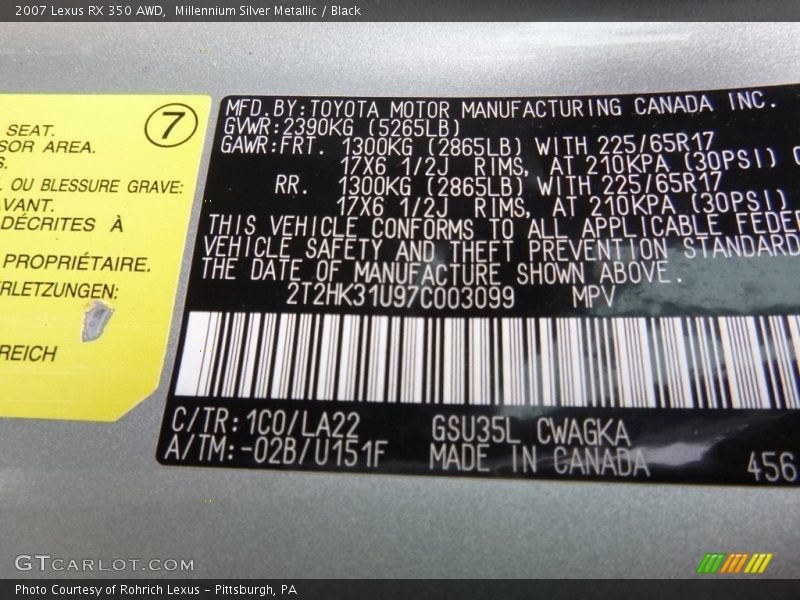 2007 Lexus RX 350 AWD,  Millennium Silver Metallic / Black
7
SEAT.
SOR AREA.
S.
. OU BLESSURE GRAVE:
AVANT.
DÉCRITES À
PROPRIÉTAIRE.
ERLETZUNGEN:
REICH
MFD. BY: TOYOTA MOTOR MANUFACTURING CANADA INC.
GVWR: 2390KG (5265LB)
GAWR: FRT. 1300KG (2865LB) WITH 225/65R17
17X6 1/2J RIMS, AT 210KPA (30PSI) C
RR. 1300KG (2865LB) WITH 225/65R17
17X6 1/2J RIMS, AT 210KPA (30PSI)
THIS VEHICLE CONFORMS TO ALL APPLICABLE FEDER
VEHICLE SAFETY AND THEFT PREVENTION STANDARD
THE DATE OF MANUFACTURE SHOWN ABOVE.
2T2HK31U97C003099 MPV
C/TR: 1C0/LA22 GSU35L CWAGKA
A/TM: -02B/U151F MADE IN CANADA 456
GTCARLOT.COM
Photo Courtesy of Rohrich Lexus – Pittsburgh, PA